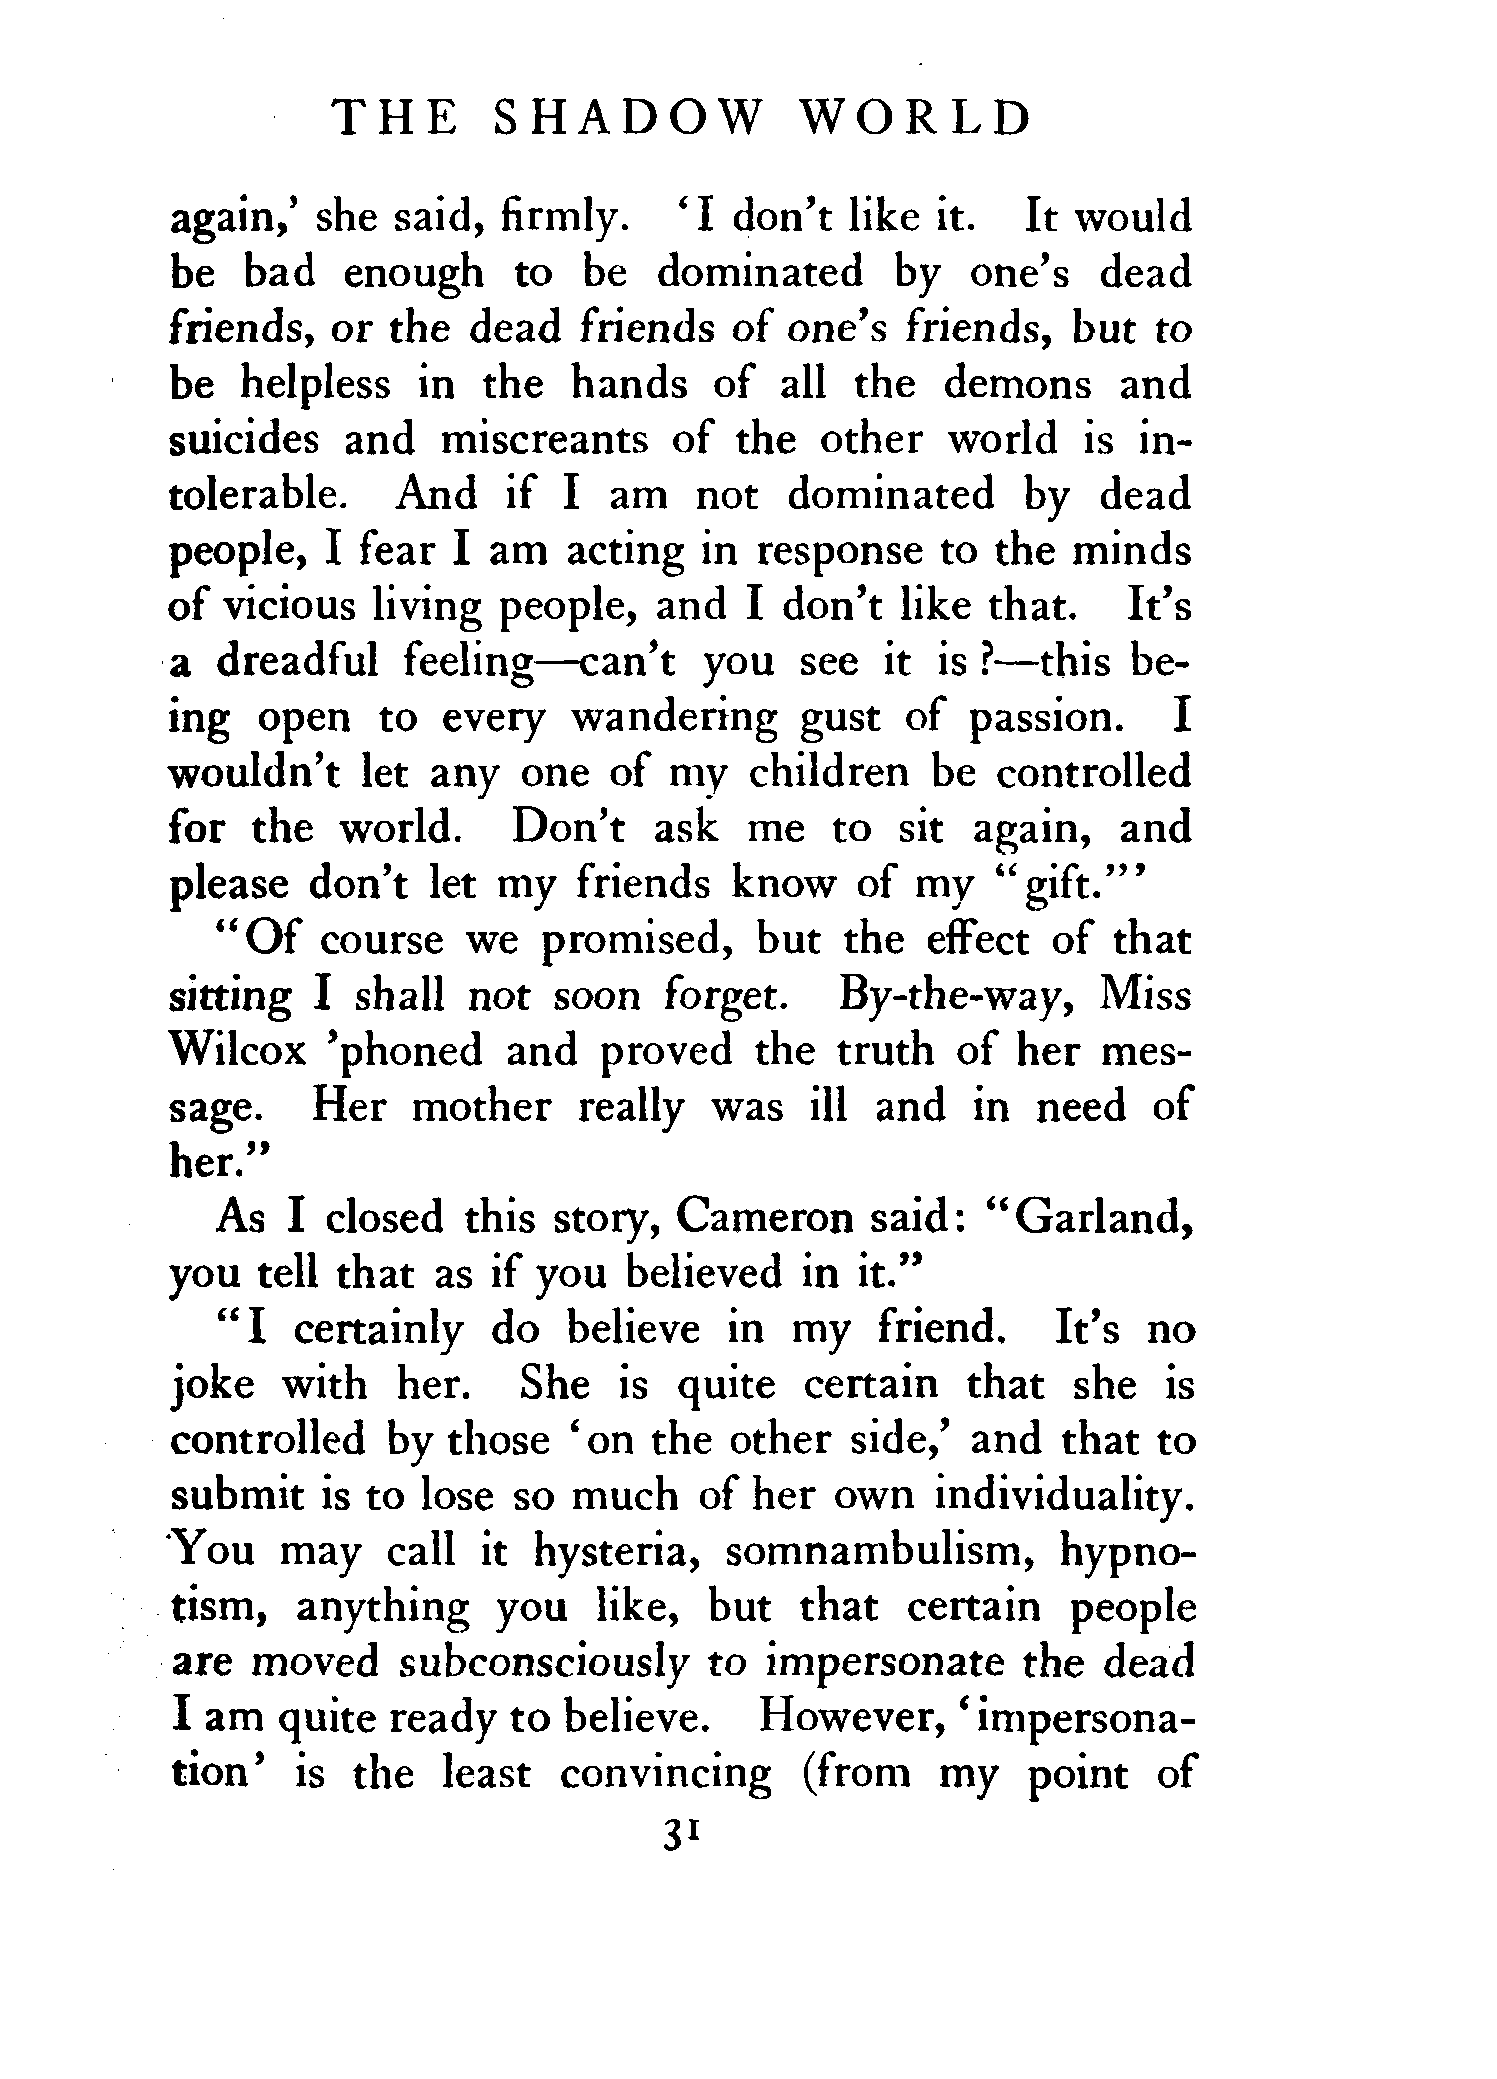 THE SHADOW WORLD
again,' she said, firmly. 'I don't like it. It would
be bad enough to be dominated by one's dead
friends, or the dead friends of one's friends, but to
be helpless in the hands of all the demons and
suicides and miscreants of the other world is in-
tolerable. And if I am not dominated by dead
people, I fear I am acting in response to the minds
of vicious living people, and I don't like that. It's
a dreadful feeling—can't you see it is?—this be-
ing open to every wandering gust of passion. I
wouldn't let any one of my children be controlled
for the world. Don't ask me to sit again, and
please don't let my friends know of my "gift."'
"Of course we promised, but the effect of that
sitting I shall not soon forget. By-the-way, Miss
Wilcox 'phoned and proved the truth of her mes-
sage. Her mother really was ill and in need of
her."
As I closed this story, Cameron said: "Garland,
you tell that as if you believed in it."
"I certainly do believe in my friend. It's no
joke with her. She is quite certain that she is
controlled by those 'on the other side,' and that to
submit is to lose so much of her own individuality.
You may call it hysteria, somnambulism, hypno-
tism, anything you like, but that certain people
are moved subconsciously to impersonate the dead
I am quite ready to believe. However, 'impersona-
tion' is the least convincing (from my point of
31